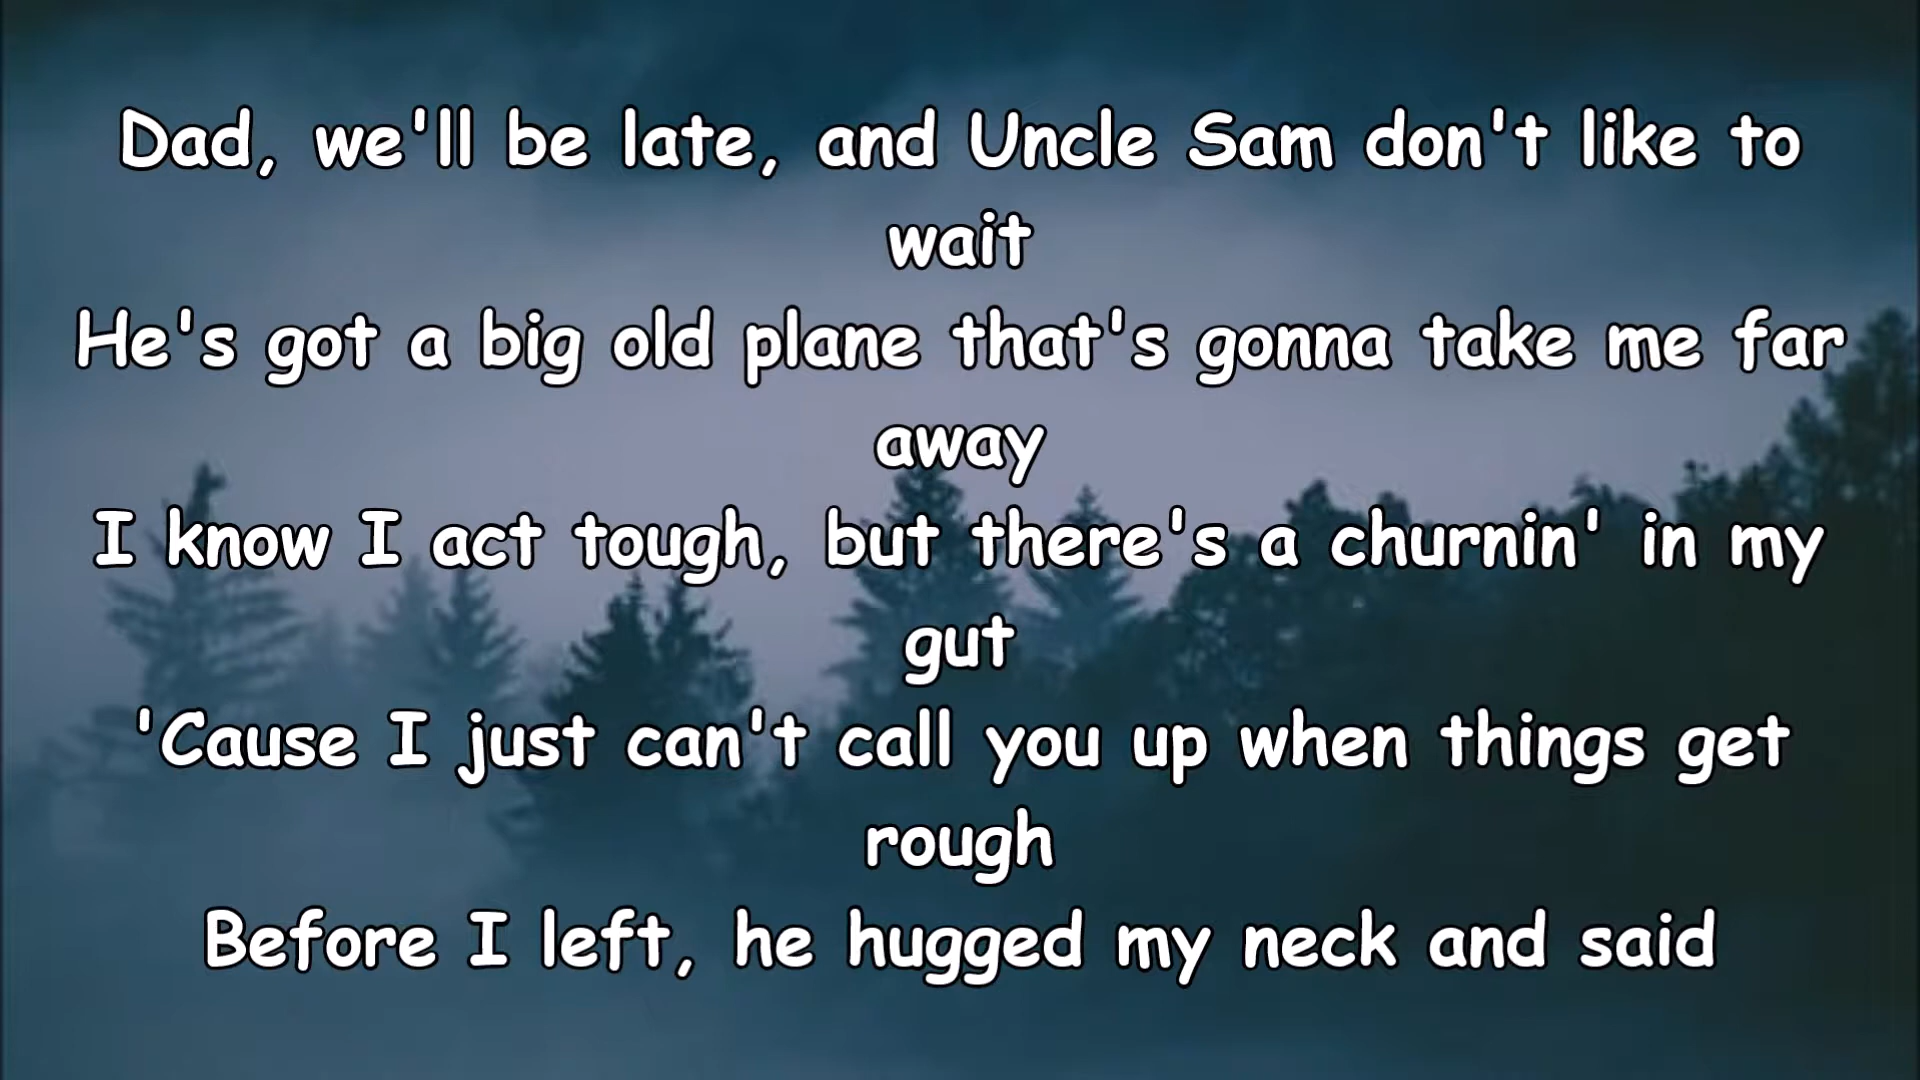 Dad, we'll be late, and Uncle Sam don't like to
wait
He's got a big old plane that's gonna take me far
away
I know I act tough, but there's a churnin' in my
gut
'Cause I just can't call you up when things get
rough
Before I left, he hugged my neck and said